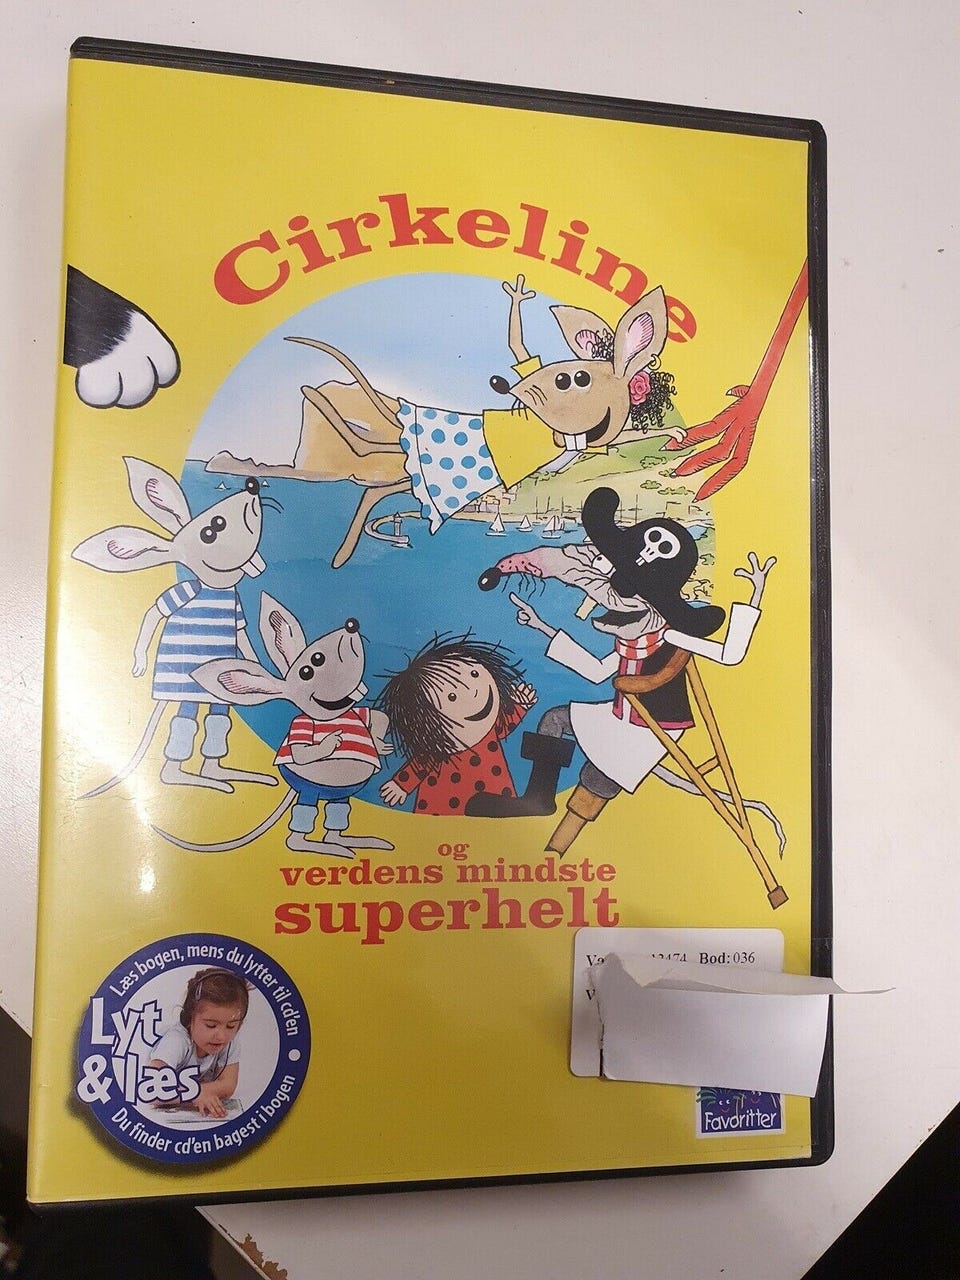 Cirkeline
og
verdens mindste
superhelt
Læs bogen, mens du lytter til cd'en
Lyt
& læs
Du finder cd'en bagest i bogen
Bod: 036
Favoritter